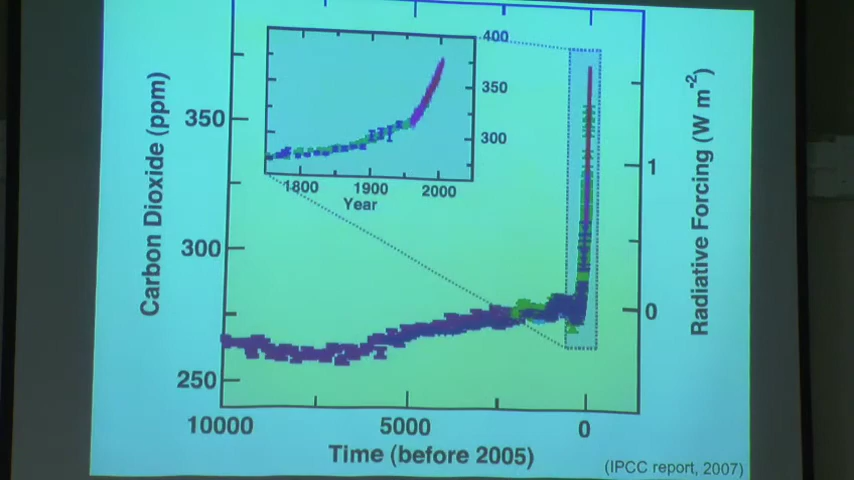 400
350
300
1800
1900
2000
Year
Carbon Dioxide (ppm)
350
300
250
1
0
Radiative Forcing (W m-2)
10000
5000
0
Time (before 2005)
(IPCC report, 2007)